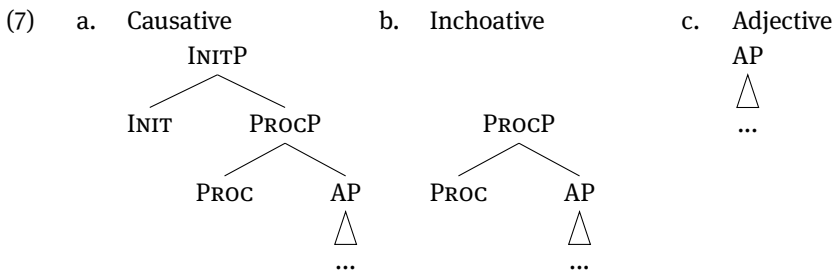 (7) a. Causative b. Inchoative c. Adjective
InitP AP
Init ProcP ProcP ...
Proc AP Proc AP
... ...